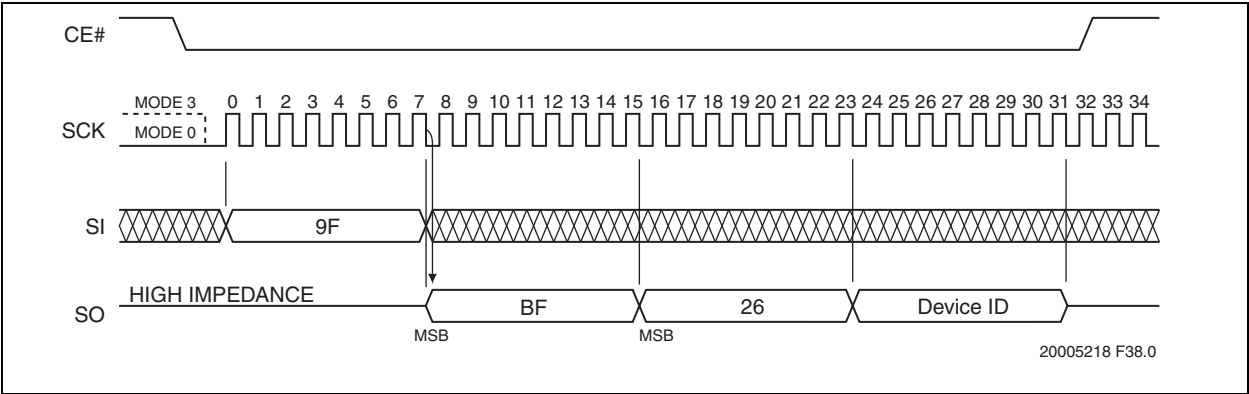 CE#
MODE 3 0 1 2 3 4 5 6 7 8 9 10 11 12 13 14 15 16 17 18 19 20 21 22 23 24 25 26 27 28 29 30 31 32 33 34
SCK MODE 0
SI 9F
HIGH IMPEDANCE
SO BF 26 Device ID
MSB MSB
20005218 F38.0